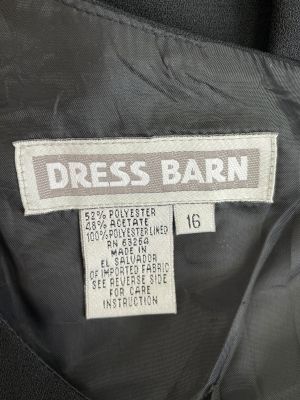 DRESS BARN
52% POLYESTER
48% ACETATE
100% POLYESTER LINED
RN 63264
MADE IN
EL SALVADOR
OF IMPORTED FABRIC
SEE REVERSE SIDE
FOR CARE
INSTRUCTION
16